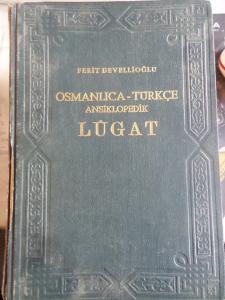 FERİT DEVELLİOĞLU
OSMANLICA-TÜRKÇE
ANSİKLOPEDİK
LÛGAT